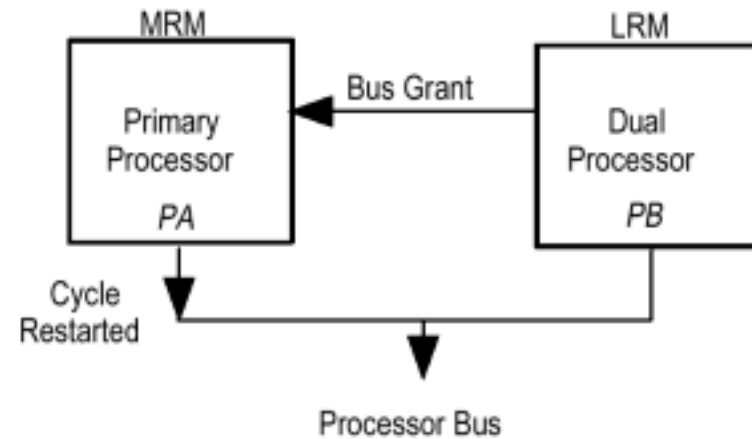 MRM
LRM
Bus Grant
Primary
Processor
PA
Dual
Processor
PB
Cycle
Restarted
Processor Bus